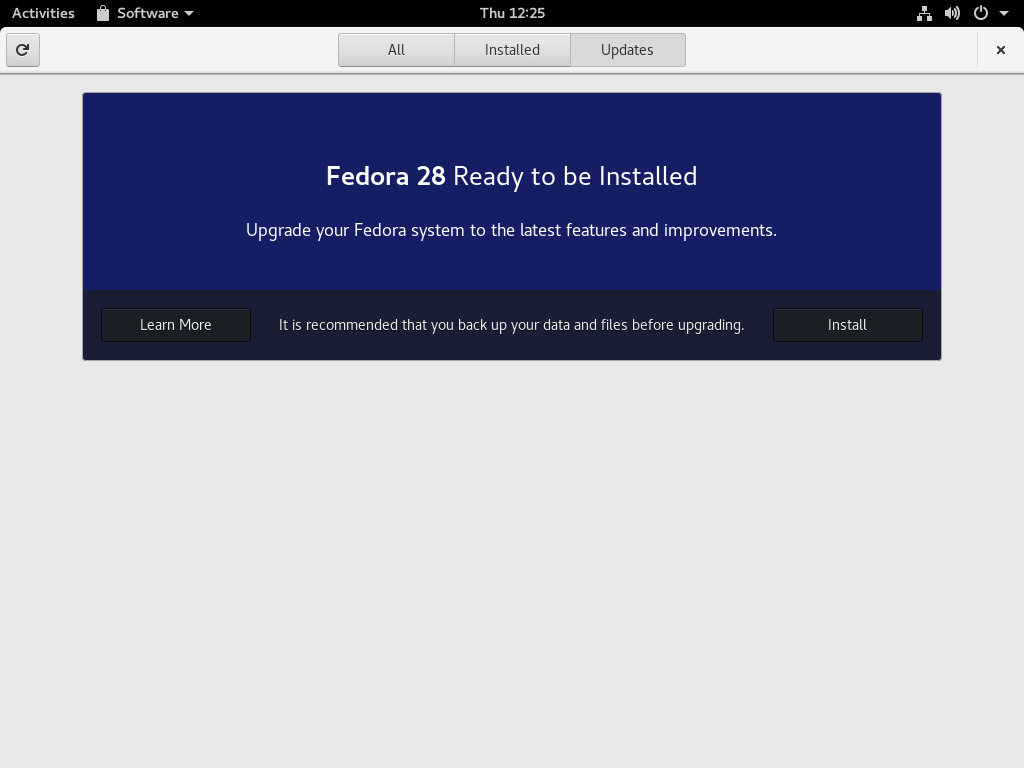 Activities Software Thu 12:25
All Installed Updates
Fedora 28 Ready to be Installed
Upgrade your Fedora system to the latest features and improvements.
Learn More It is recommended that you back up your data and files before upgrading. Install